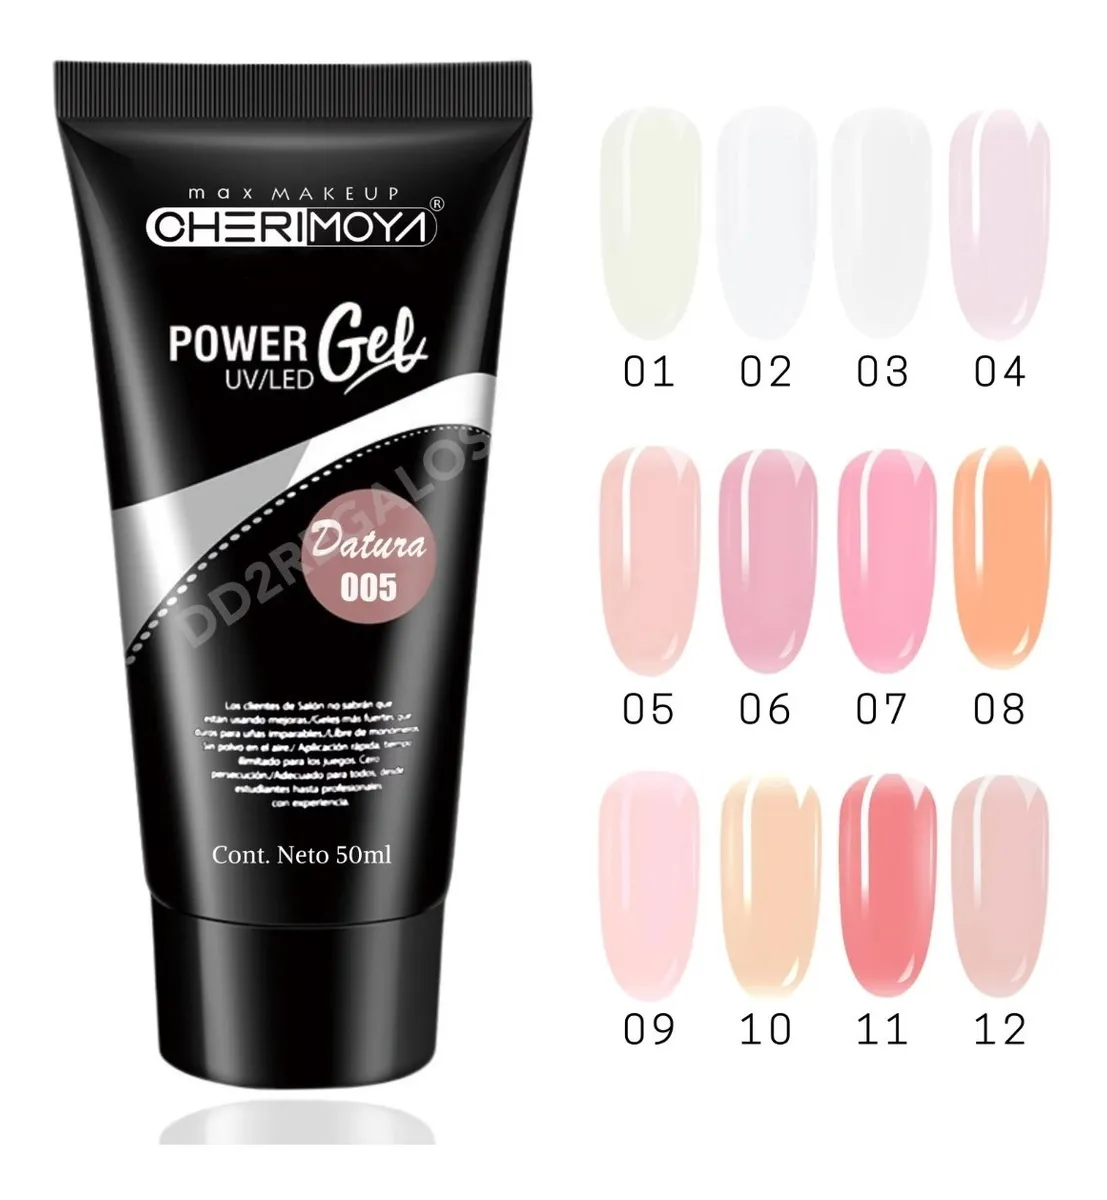 max MAKEUP
CHERIMOYA®
POWER Gel
UV/LED
Datura
005
DD2REGALOS
Los clientes de Salón no sabrán que
están usando mejoras./Geles más fuertes que
duros para uñas imparables./Libre de monómeros
Sin polvo en el aire./ Aplicación rápida, tiempo
ilimitado para los juegos. Cero
persecución./Adecuado para todos, desde
estudiantes hasta profesionales
con experiencia.
Cont. Neto 50ml
01 02 03 04
05 06 07 08
09 10 11 12